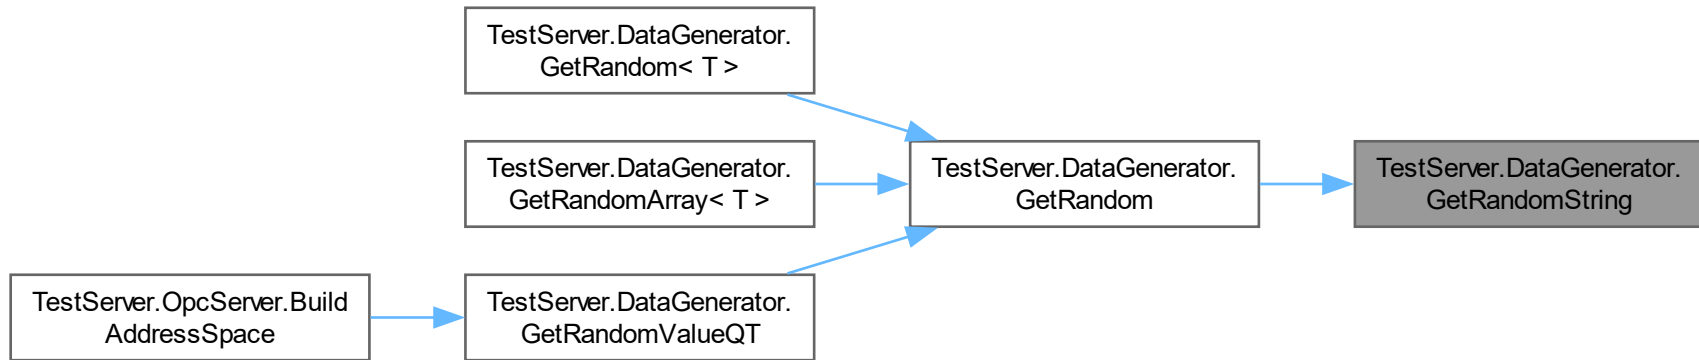 TestServer.DataGenerator.
GetRandom< T >
TestServer.DataGenerator.
GetRandomArray< T >
TestServer.DataGenerator.
GetRandom
TestServer.DataGenerator.
GetRandomString
TestServer.OpcServer.Build
AddressSpace
TestServer.DataGenerator.
GetRandomValueQT